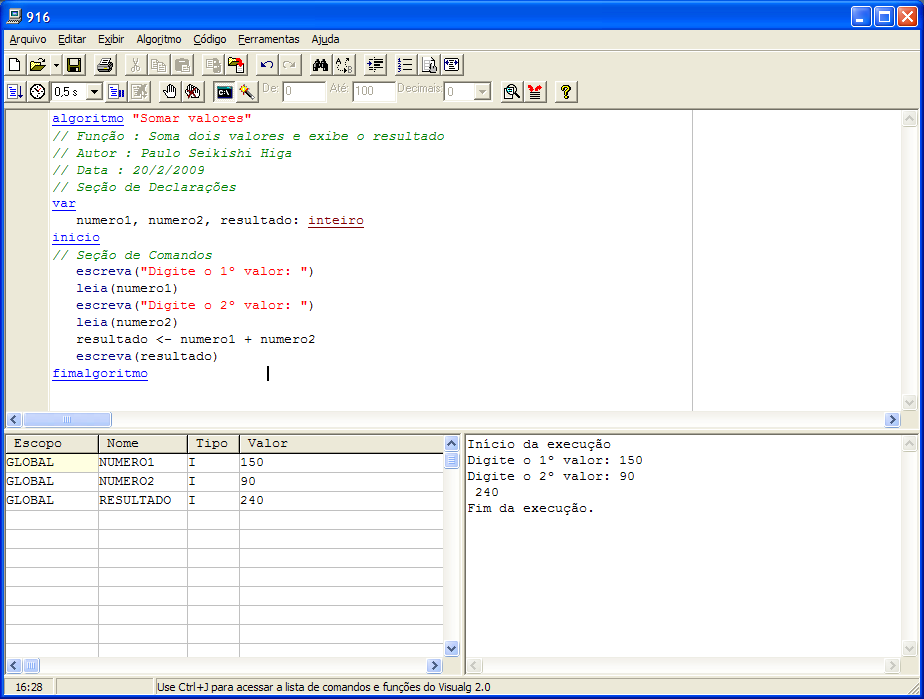 916
Arquivo Editar Exibir Algoritmo Código Ferramentas Ajuda
0,5 s De: 0 Até: 100 Decimais: 0
algoritmo "Somar valores"
// Função : Soma dois valores e exibe o resultado
// Autor : Paulo Seikishi Higa
// Data : 20/2/2009
// Seção de Declarações
var
numero1, numero2, resultado: inteiro
inicio
// Seção de Comandos
escreva("Digite o 1º valor: ")
leia(numero1)
escreva("Digite o 2º valor: ")
leia(numero2)
resultado <- numero1 + numero2
escreva(resultado)
fimalgoritmo
Escopo Nome Tipo Valor
GLOBAL NUMERO1 I 150
GLOBAL NUMERO2 I 90
GLOBAL RESULTADO I 240
Início da execução
Digite o 1º valor: 150
Digite o 2º valor: 90
240
Fim da execução.
16:28 Use Ctrl+J para acessar a lista de comandos e funções do Visualg 2.0